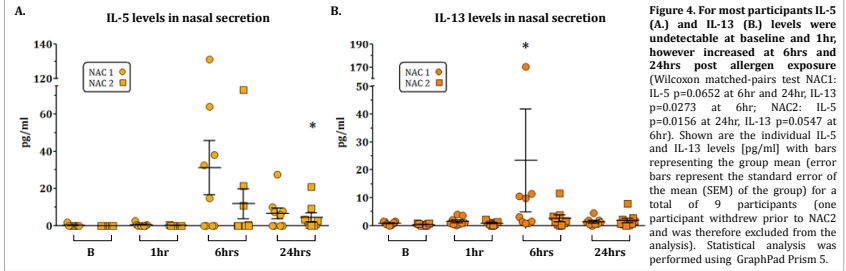 A.
IL-5 levels in nasal secretion
140
120
80
60
40
20
0
pg/ml
NAC 1
NAC 2
*
B
1hr
6hrs
24hrs
B.
IL-13 levels in nasal secretion
190
120
50
40
30
20
10
0
pg/ml
*
NAC 1
NAC 2
B
1hr
6hrs
24hrs
Figure 4. For most participants IL-5
(A.) and IL-13 (B.) levels were
undetectable at baseline and 1hr,
however increased at 6hrs and
24hrs post allergen exposure
(Wilcoxon matched-pairs test NAC1:
IL-5 p=0.0652 at 6hr and 24hr, IL-13
p=0.0273 at 6hr; NAC2: IL-5
p=0.0156 at 24hr, IL-13 p=0.0547 at
6hr). Shown are the individual IL-5
and IL-13 levels [pg/ml] with bars
representing the group mean (error
bars represent the standard error of
the mean (SEM) of the group) for a
total of 9 participants (one
participant withdrew prior to NAC2
and was therefore excluded from the
analysis). Statistical analysis was
performed using GraphPad Prism 5.